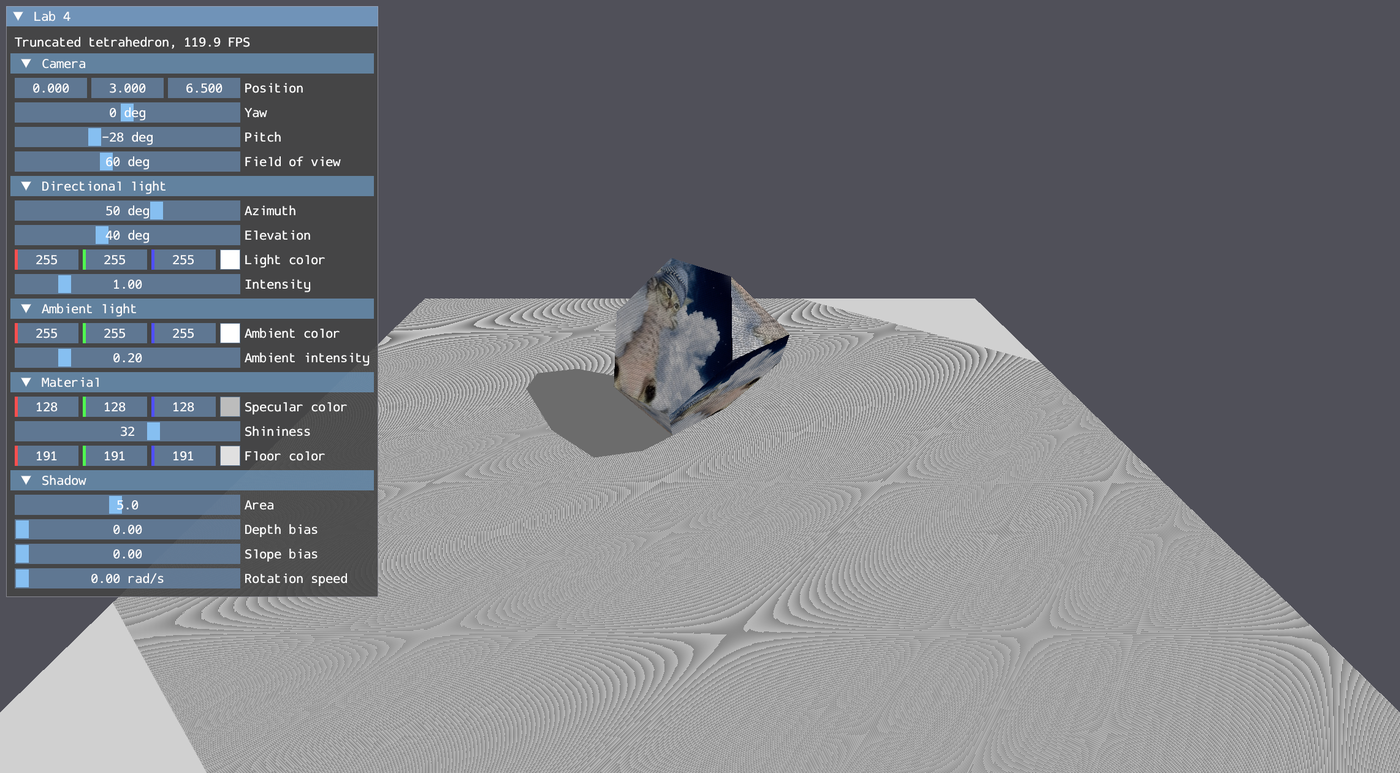 Lab 4
Truncated tetrahedron, 119.9 FPS
Camera
0.000 3.000 6.500 Position
0 deg Yaw
-28 deg Pitch
60 deg Field of view
Directional light
50 deg Azimuth
40 deg Elevation
255 255 255 Light color
1.00 Intensity
Ambient light
255 255 255 Ambient color
0.20 Ambient intensity
Material
128 128 128 Specular color
32 Shininess
191 191 191 Floor color
Shadow
5.0 Area
0.00 Depth bias
0.00 Slope bias
0.00 rad/s Rotation speed